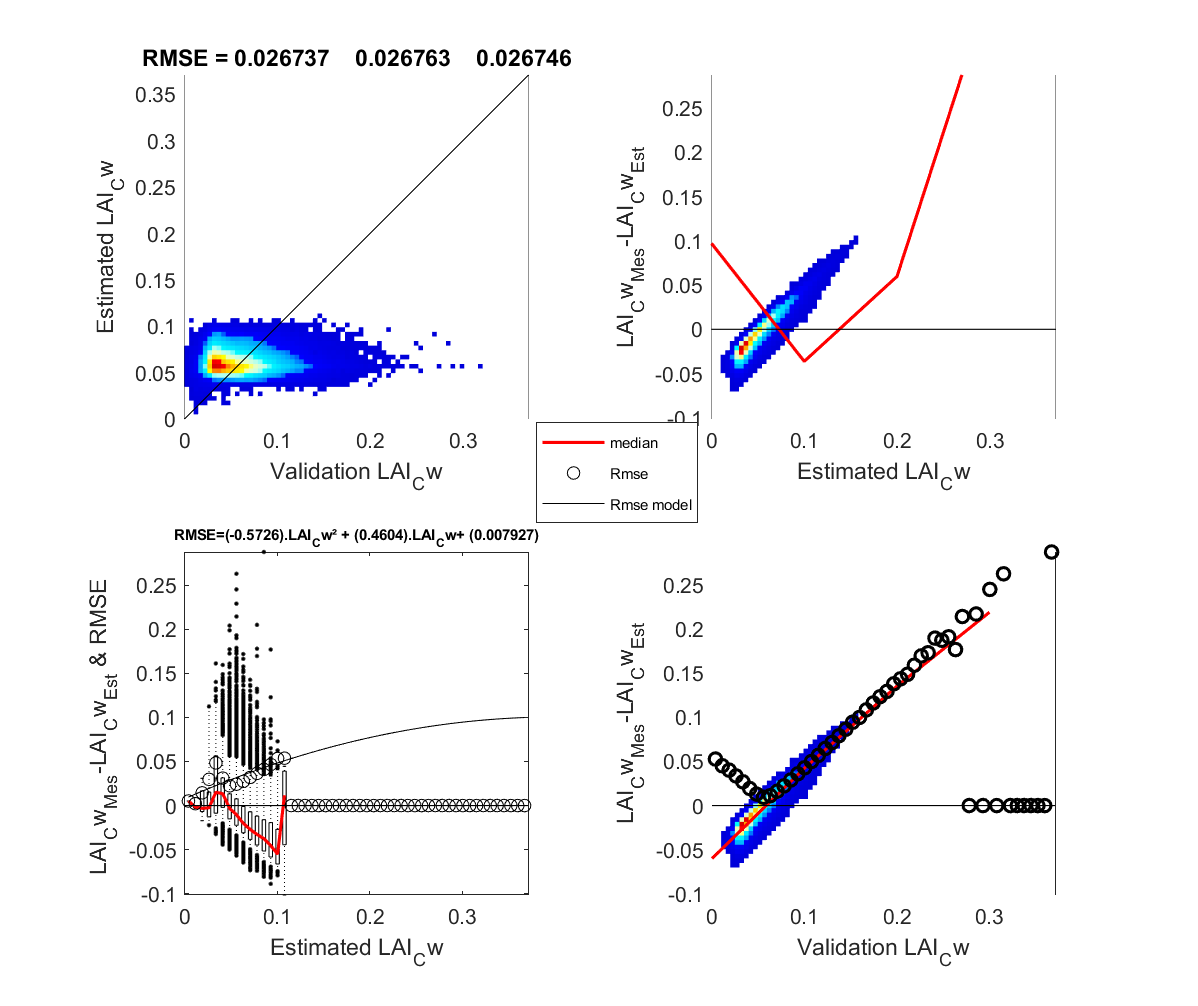 RMSE = 0.026737 0.026763 0.026746
0.35
0.3
0.25
0.2
0.15
0.1
0.05
0
Estimated LAI_Cw
0 0.1 0.2 0.3
Validation LAI_Cw
0.25
0.2
0.15
0.1
0.05
0
-0.05
-0.1
LAI_Cw_Mes-LAI_Cw_Est
0 0.1 0.2 0.3
Estimated LAI_Cw
median
Rmse
Rmse model
RMSE=(-0.5726).LAI_Cw² + (0.4604).LAI_Cw+ (0.007927)
0.25
0.2
0.15
0.1
0.05
0
-0.05
-0.1
LAI_Cw_Mes-LAI_Cw_Est & RMSE
0 0.1 0.2 0.3
Estimated LAI_Cw
0.25
0.2
0.15
0.1
0.05
0
-0.05
-0.1
LAI_Cw_Mes-LAI_Cw_Est
0 0.1 0.2 0.3
Validation LAI_Cw